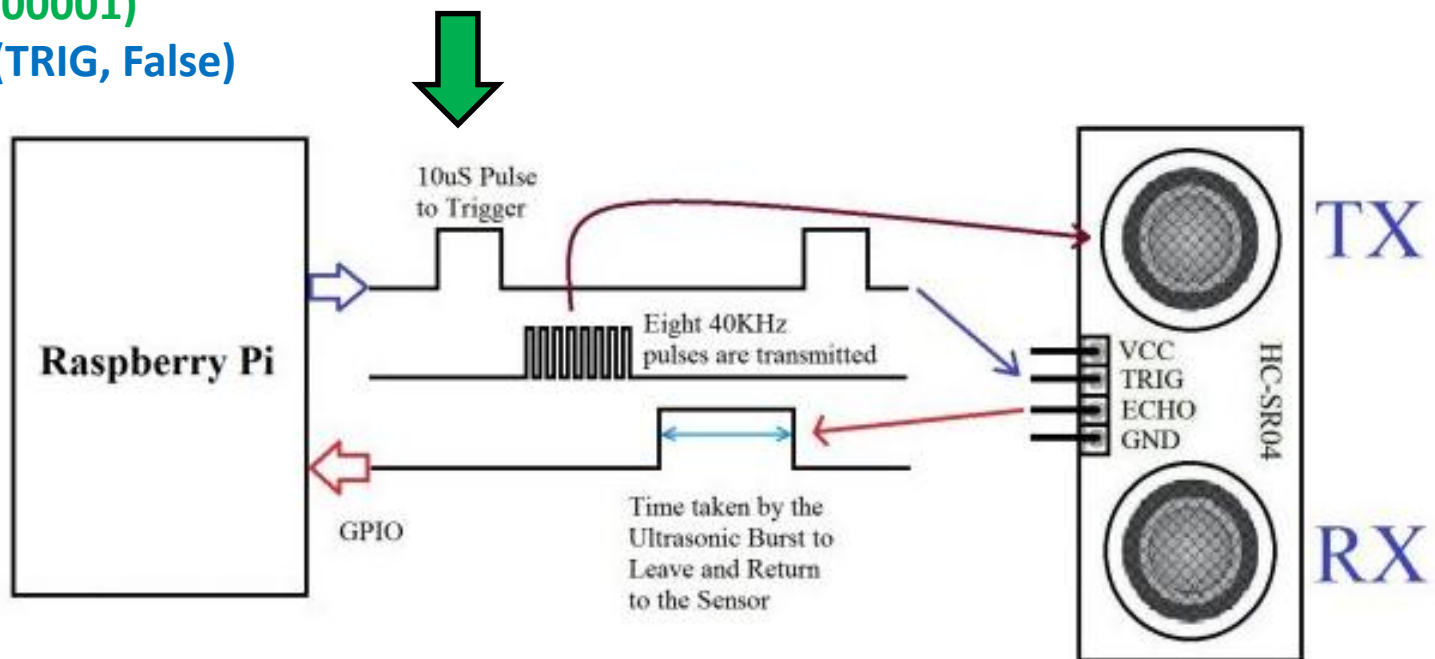 00001)
(TRIG, False)
10uS Pulse
to Trigger
TX
Eight 40KHz
pulses are transmitted
Raspberry Pi
VCC
TRIG
ECHO
GND
HC-SR04
GPIO
Time taken by the
Ultrasonic Burst to
Leave and Return
to the Sensor
RX